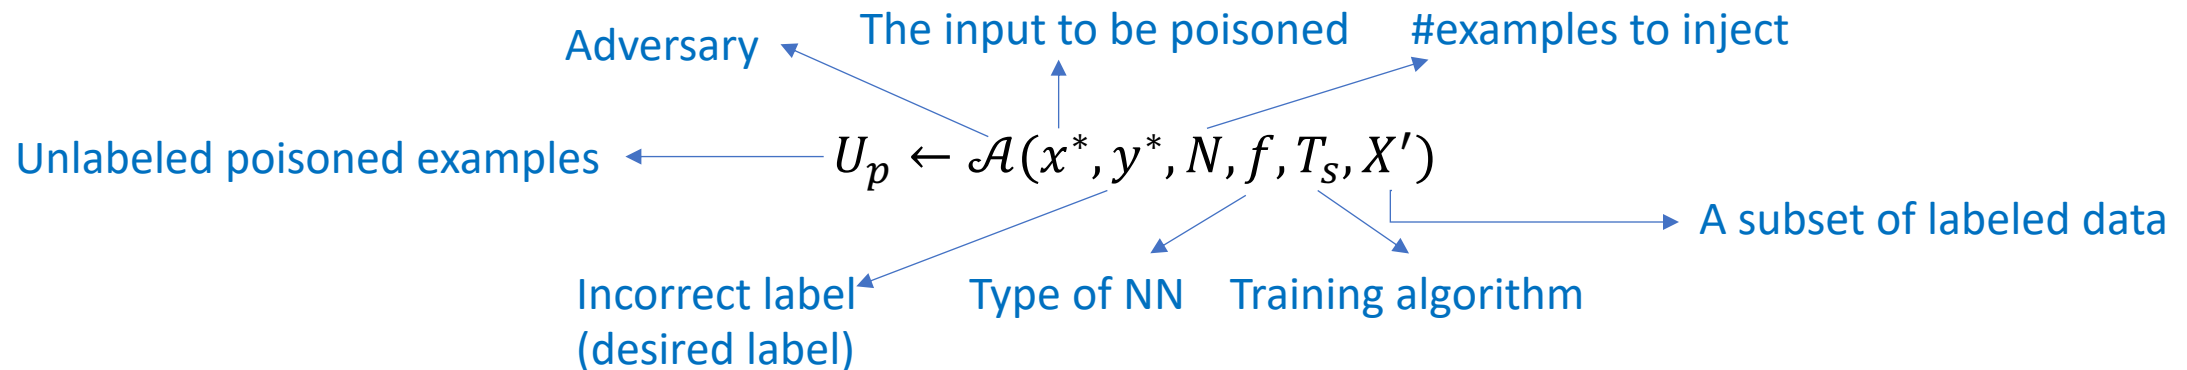 Adversary
The input to be poisoned
#examples to inject
Unlabeled poisoned examples
U_p ← 𝒜(x*, y*, N, f, T_s, X′)
A subset of labeled data
Incorrect label
(desired label)
Type of NN
Training algorithm